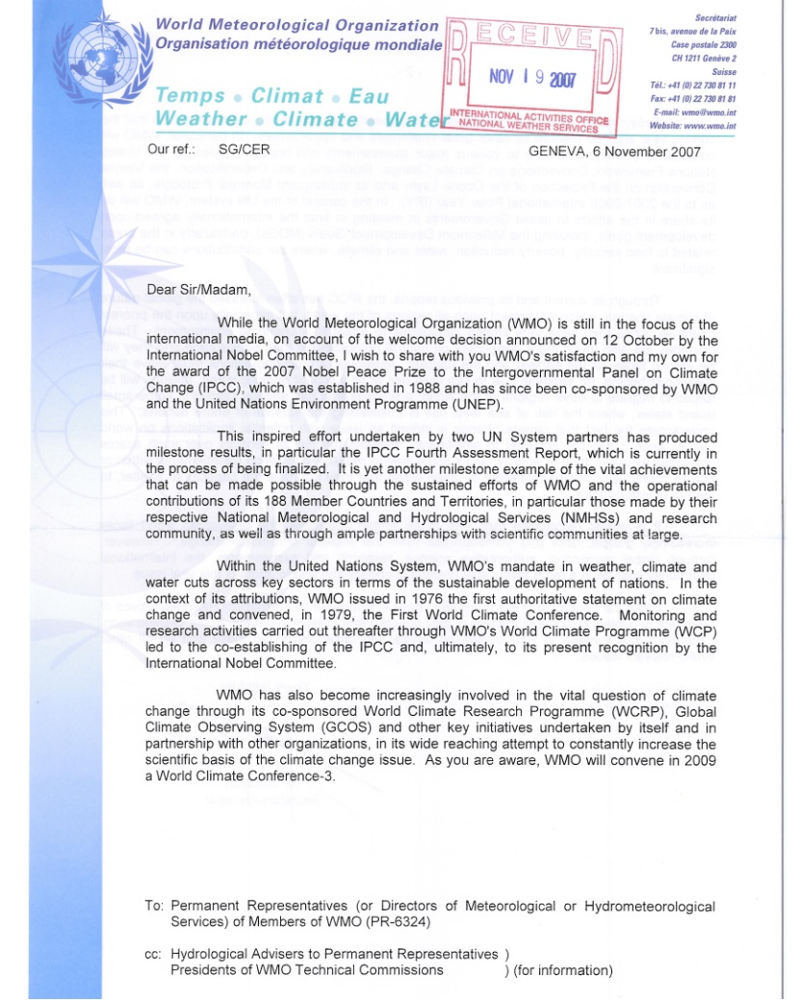 World Meteorological Organization
Organisation météorologique mondiale
Temps • Climat • Eau
Weather • Climate • Water
RECEIVED
NOV 19 2007
INTERNATIONAL ACTIVITIES OFFICE
NATIONAL WEATHER SERVICES
Secrétariat
7 bis, avenue de la Paix
Case postale 2300
CH 1211 Genève 2
Suisse
Tél.: +41 (0) 22 730 81 11
Fax: +41 (0) 22 730 81 81
E-mail: wmo@wmo.int
Website: www.wmo.int
Our ref.: SG/CER
GENEVA, 6 November 2007
Dear Sir/Madam,
While the World Meteorological Organization (WMO) is still in the focus of the
international media, on account of the welcome decision announced on 12 October by the
International Nobel Committee, I wish to share with you WMO's satisfaction and my own for
the award of the 2007 Nobel Peace Prize to the Intergovernmental Panel on Climate
Change (IPCC), which was established in 1988 and has since been co-sponsored by WMO
and the United Nations Environment Programme (UNEP).
This inspired effort undertaken by two UN System partners has produced
milestone results, in particular the IPCC Fourth Assessment Report, which is currently in
the process of being finalized. It is yet another milestone example of the vital achievements
that can be made possible through the sustained efforts of WMO and the operational
contributions of its 188 Member Countries and Territories, in particular those made by their
respective National Meteorological and Hydrological Services (NMHSs) and research
community, as well as through ample partnerships with scientific communities at large.
Within the United Nations System, WMO's mandate in weather, climate and
water cuts across key sectors in terms of the sustainable development of nations. In the
context of its attributions, WMO issued in 1976 the first authoritative statement on climate
change and convened, in 1979, the First World Climate Conference. Monitoring and
research activities carried out thereafter through WMO's World Climate Programme (WCP)
led to the co-establishing of the IPCC and, ultimately, to its present recognition by the
International Nobel Committee.
WMO has also become increasingly involved in the vital question of climate
change through its co-sponsored World Climate Research Programme (WCRP), Global
Climate Observing System (GCOS) and other key initiatives undertaken by itself and in
partnership with other organizations, in its wide reaching attempt to constantly increase the
scientific basis of the climate change issue. As you are aware, WMO will convene in 2009
a World Climate Conference-3.
To: Permanent Representatives (or Directors of Meteorological or Hydrometeorological
Services) of Members of WMO (PR-6324)
cc: Hydrological Advisers to Permanent Representatives )
Presidents of WMO Technical Commissions ) (for information)